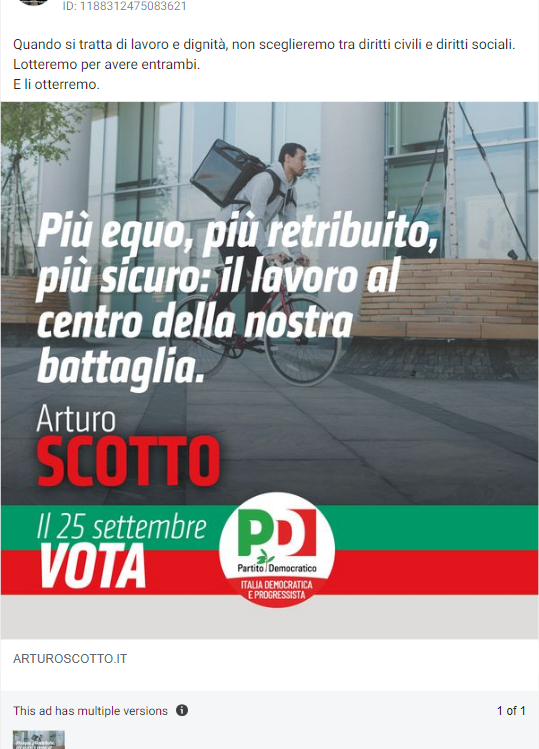 ID: 1188312475083621
Quando si tratta di lavoro e dignità, non sceglieremo tra diritti civili e diritti sociali.
Lotteremo per avere entrambi.
E li otterremo.
Più equo, più retribuito,
più sicuro: il lavoro al
centro della nostra
battaglia.
Arturo
SCOTTO
Il 25 settembre
VOTA
PD
Partito Democratico
ITALIA DEMOCRATICA
E PROGRESSISTA
ARTUROSCOTTO.IT
This ad has multiple versions
1 of 1